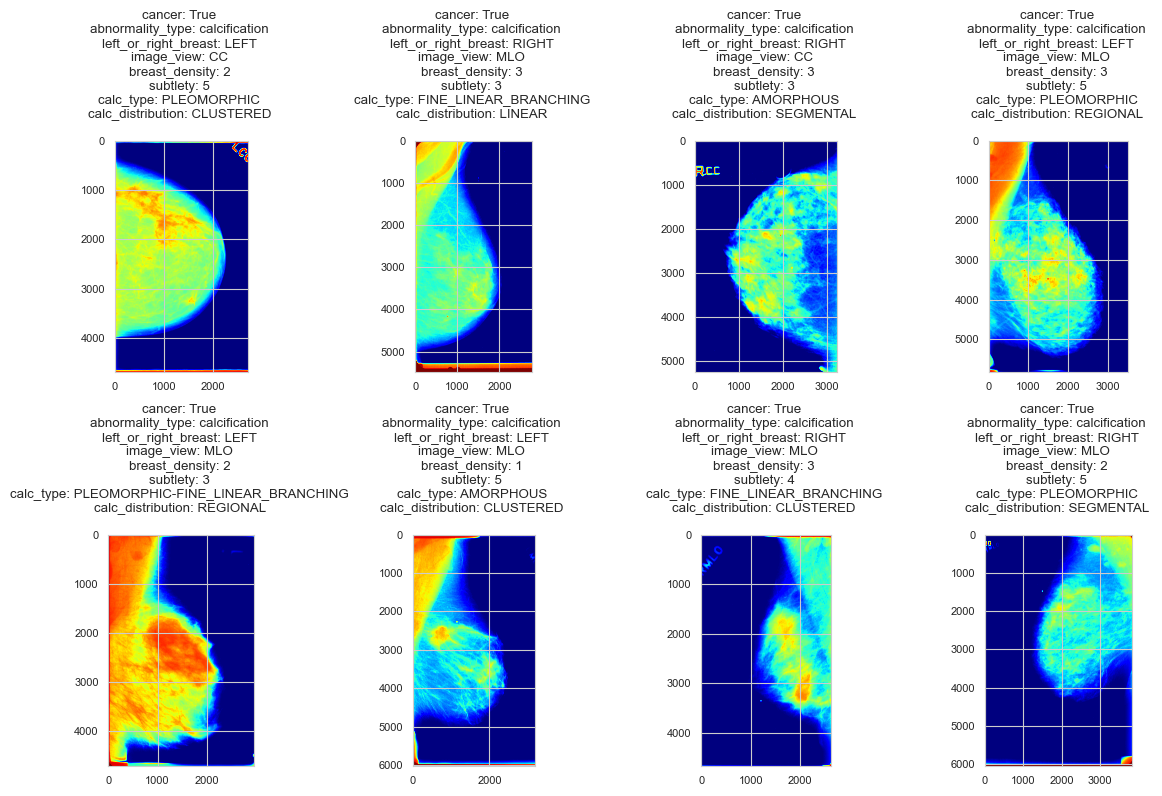 cancer: True
abnormality_type: calcification
left_or_right_breast: LEFT
image_view: CC
breast_density: 2
subtlety: 5
calc_type: PLEOMORPHIC
calc_distribution: CLUSTERED
0
1000
2000
3000
4000
0 1000 2000
cancer: True
abnormality_type: calcification
left_or_right_breast: RIGHT
image_view: MLO
breast_density: 3
subtlety: 3
calc_type: FINE_LINEAR_BRANCHING
calc_distribution: LINEAR
0
1000
2000
3000
4000
5000
0 1000 2000
cancer: True
abnormality_type: calcification
left_or_right_breast: RIGHT
image_view: CC
breast_density: 3
subtlety: 3
calc_type: AMORPHOUS
calc_distribution: SEGMENTAL
RCC
0
1000
2000
3000
4000
5000
0 1000 2000 3000
cancer: True
abnormality_type: calcification
left_or_right_breast: LEFT
image_view: MLO
breast_density: 3
subtlety: 5
calc_type: PLEOMORPHIC
calc_distribution: REGIONAL
0
1000
2000
3000
4000
5000
0 1000 2000 3000
cancer: True
abnormality_type: calcification
left_or_right_breast: LEFT
image_view: MLO
breast_density: 2
subtlety: 3
calc_type: PLEOMORPHIC-FINE_LINEAR_BRANCHING
calc_distribution: REGIONAL
0
1000
2000
3000
4000
0 1000 2000
cancer: True
abnormality_type: calcification
left_or_right_breast: LEFT
image_view: MLO
breast_density: 1
subtlety: 5
calc_type: AMORPHOUS
calc_distribution: CLUSTERED
0
1000
2000
3000
4000
5000
6000
0 2000
cancer: True
abnormality_type: calcification
left_or_right_breast: RIGHT
image_view: MLO
breast_density: 3
subtlety: 4
calc_type: FINE_LINEAR_BRANCHING
calc_distribution: CLUSTERED
RMLO
0
1000
2000
3000
4000
0 1000 2000
cancer: True
abnormality_type: calcification
left_or_right_breast: RIGHT
image_view: MLO
breast_density: 2
subtlety: 5
calc_type: PLEOMORPHIC
calc_distribution: SEGMENTAL
0
1000
2000
3000
4000
5000
6000
0 1000 2000 3000